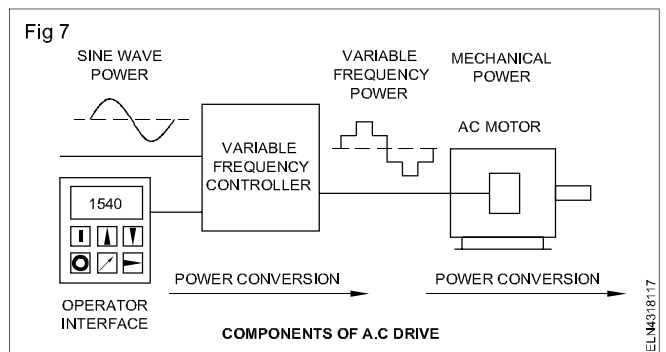 Fig 7
SINE WAVE
POWER
VARIABLE
FREQUENCY
POWER
MECHANICAL
POWER
AC MOTOR
VARIABLE
FREQUENCY
CONTROLLER
1540
OPERATOR
INTERFACE
POWER CONVERSION
POWER CONVERSION
COMPONENTS OF A.C DRIVE
ELN4318117